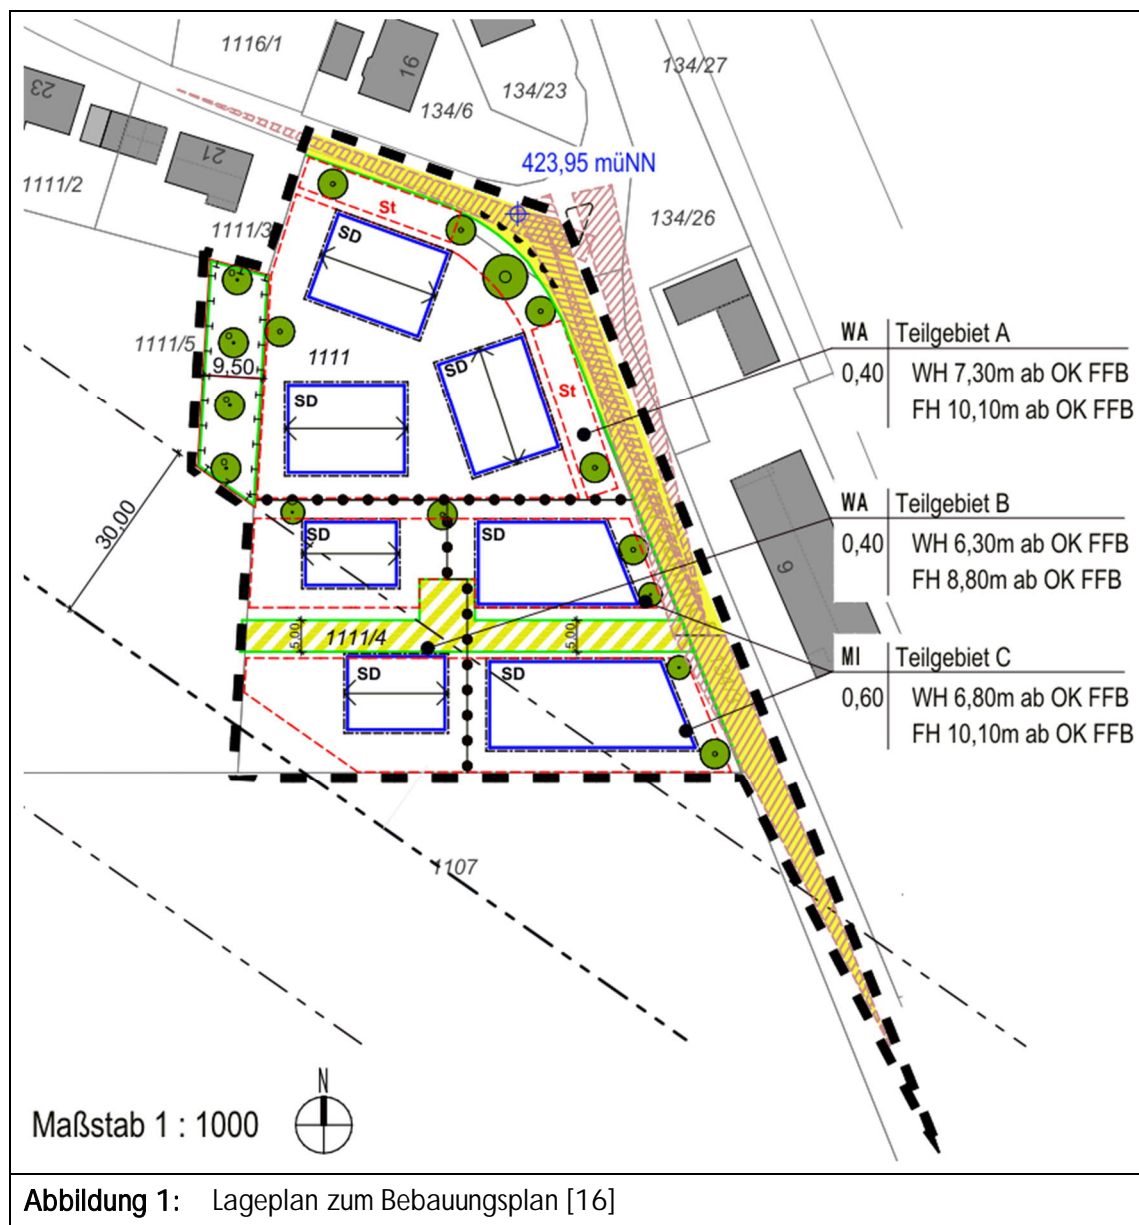 1116/1
16
23
134/23
134/27
134/6
21
423,95 müNN
1111/2
134/26
1111/3
St
SD
1111/5
9,50
1111
SD
St
SD
WA Teilgebiet A
0,40 WH 7,30m ab OK FFB
FH 10,10m ab OK FFB
30,00
SD
SD
WA Teilgebiet B
0,40 WH 6,30m ab OK FFB
FH 8,80m ab OK FFB
9
5,00
1111/4
5,00
SD
SD
MI Teilgebiet C
0,60 WH 6,80m ab OK FFB
FH 10,10m ab OK FFB
1107
N
Maßstab 1 : 1000
Abbildung 1: Lageplan zum Bebauungsplan [16]